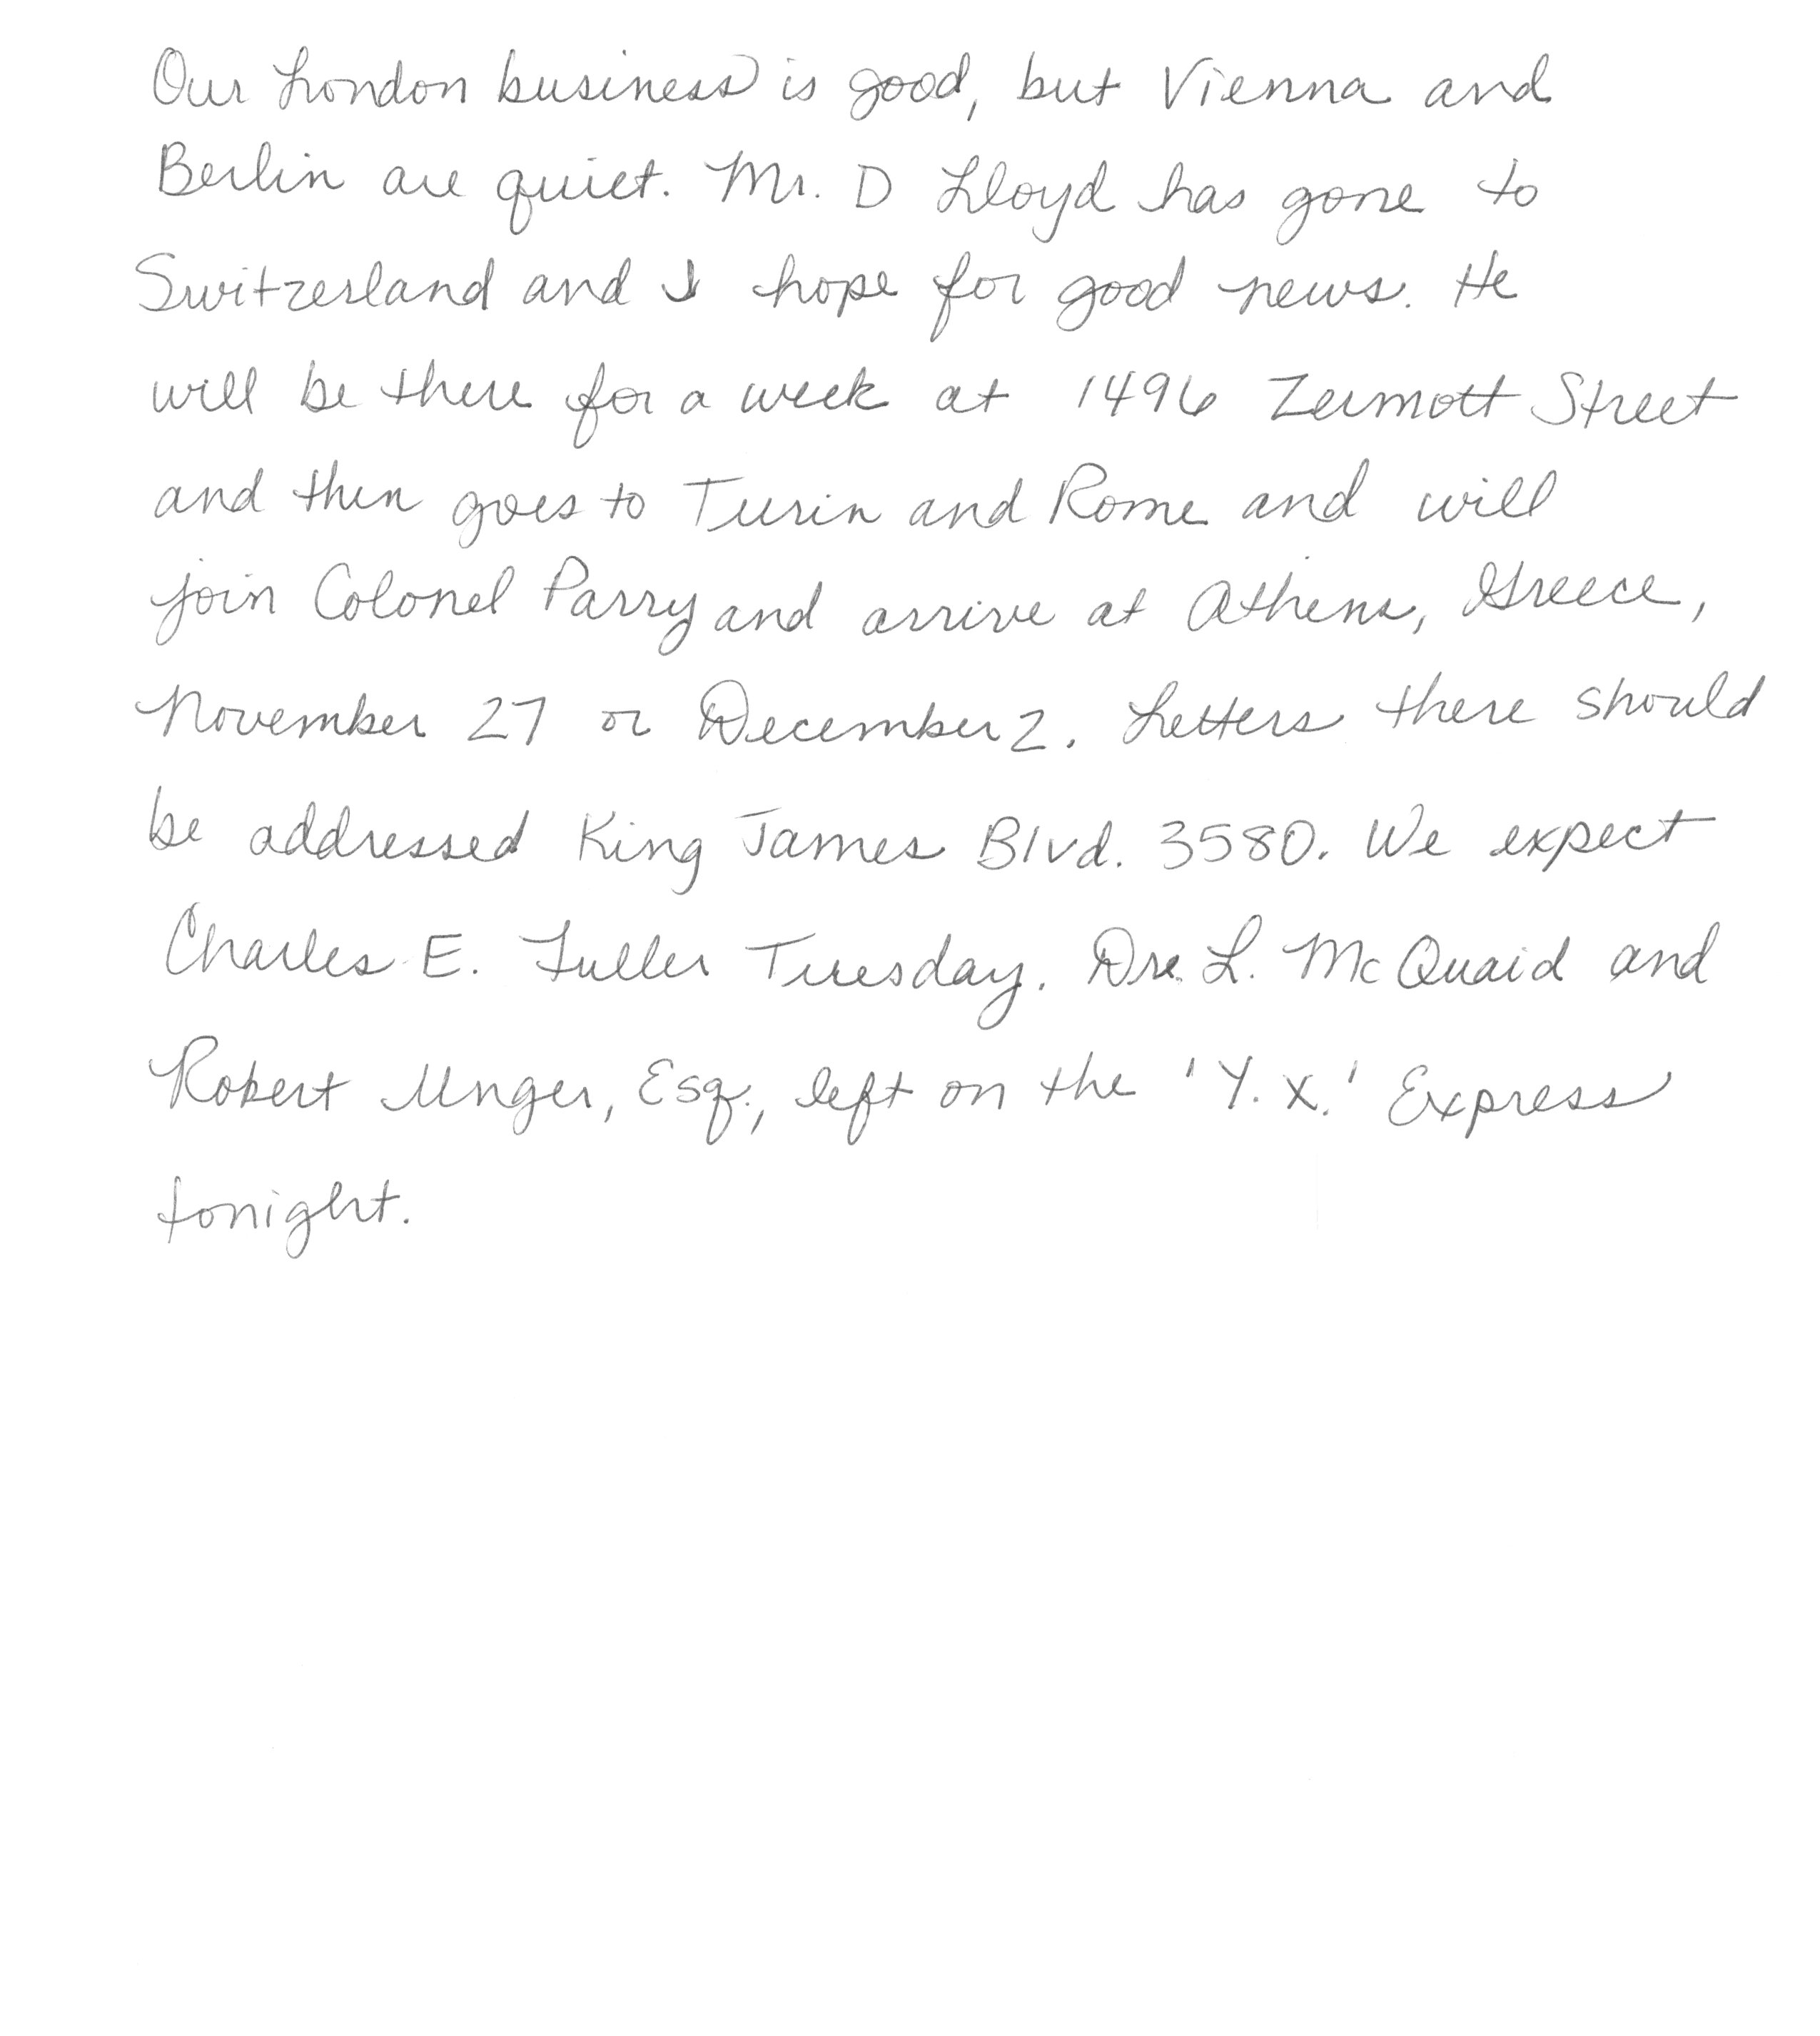 Our London business is good, but Vienna and
Berlin are quiet. Mr. D Lloyd has gone to
Switzerland and I hope for good news. He
will be there for a week at 1496 Zermott Street
and then goes to Turin and Rome and will
join Colonel Parry and arrive at Athens, Greece,
November 27 or December 2. Letters there should
be addressed King James Blvd. 3580. We expect
Charles E. Fuller Tuesday. Dr. L. McQuaid and
Robert Unger, Esq., left on the 'Y.X.' Express
tonight.